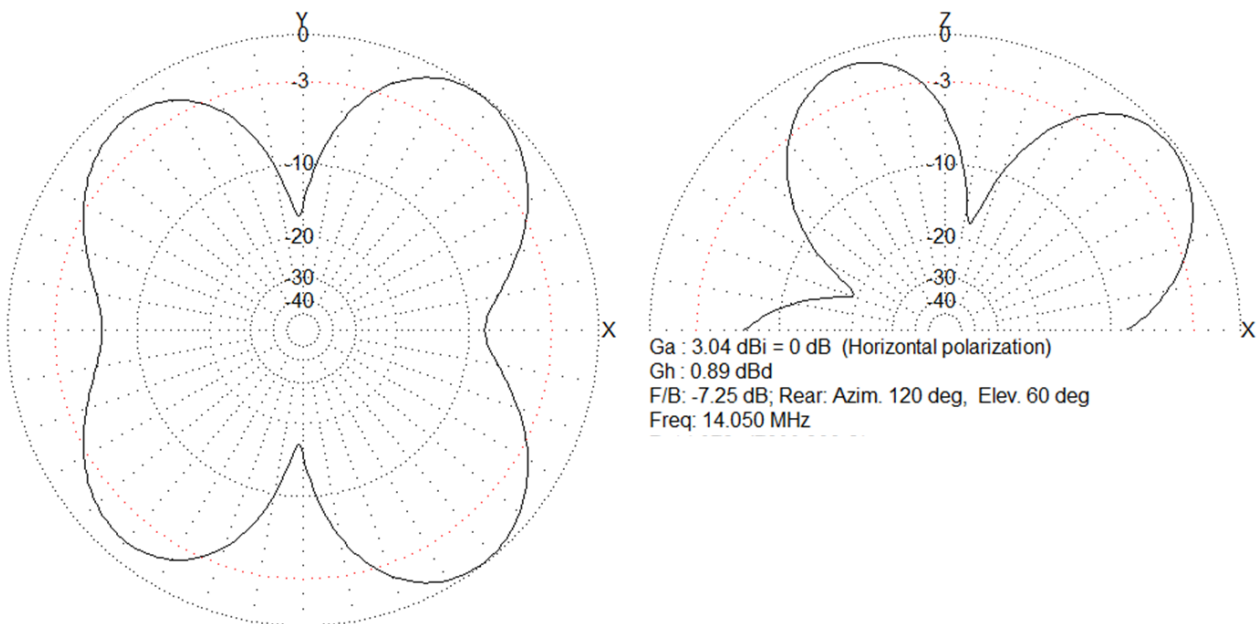 Y
0
-3
-10
-20
-30
-40
X
Z
0
-3
-10
-20
-30
-40
X
Ga : 3.04 dBi = 0 dB (Horizontal polarization)
Gh : 0.89 dBd
F/B: -7.25 dB; Rear: Azim. 120 deg, Elev. 60 deg
Freq: 14.050 MHz